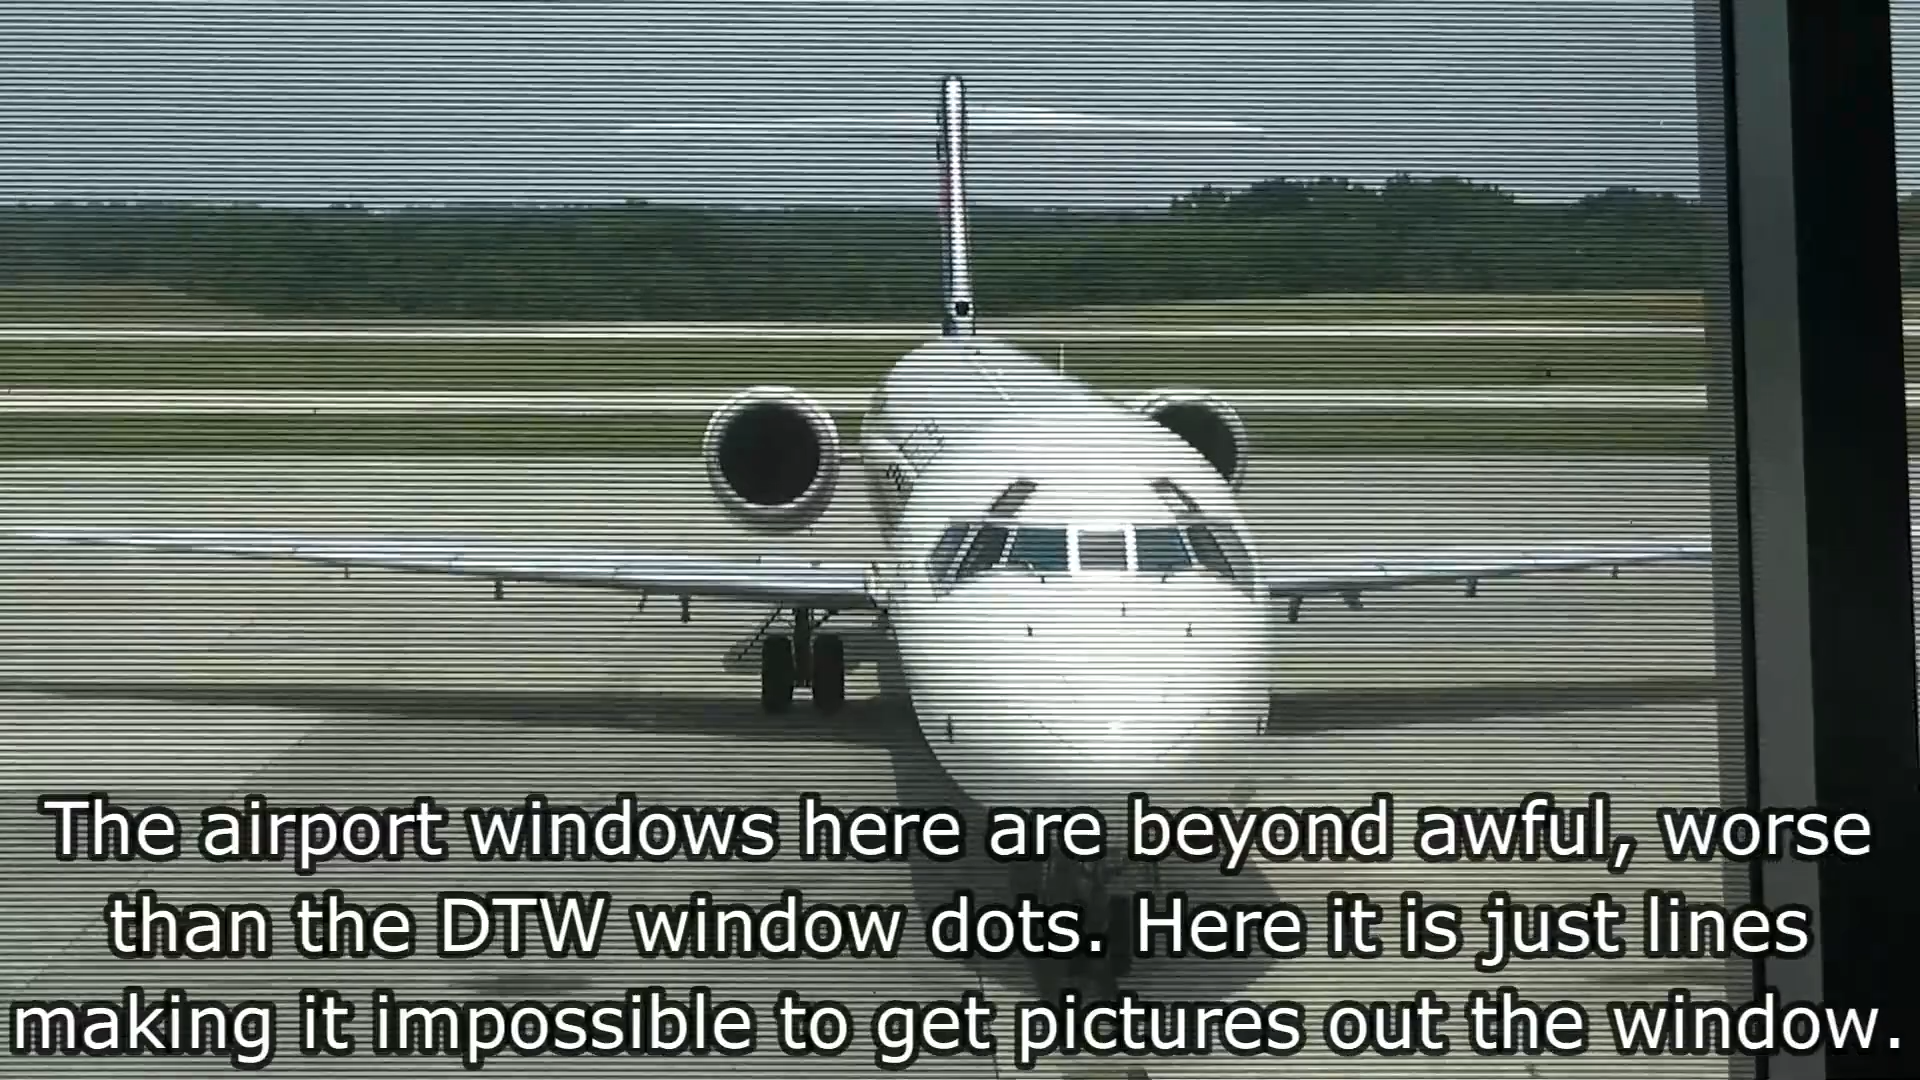 The airport windows here are beyond awful, worse
than the DTW window dots. Here it is just lines
making it impossible to get pictures out the window.